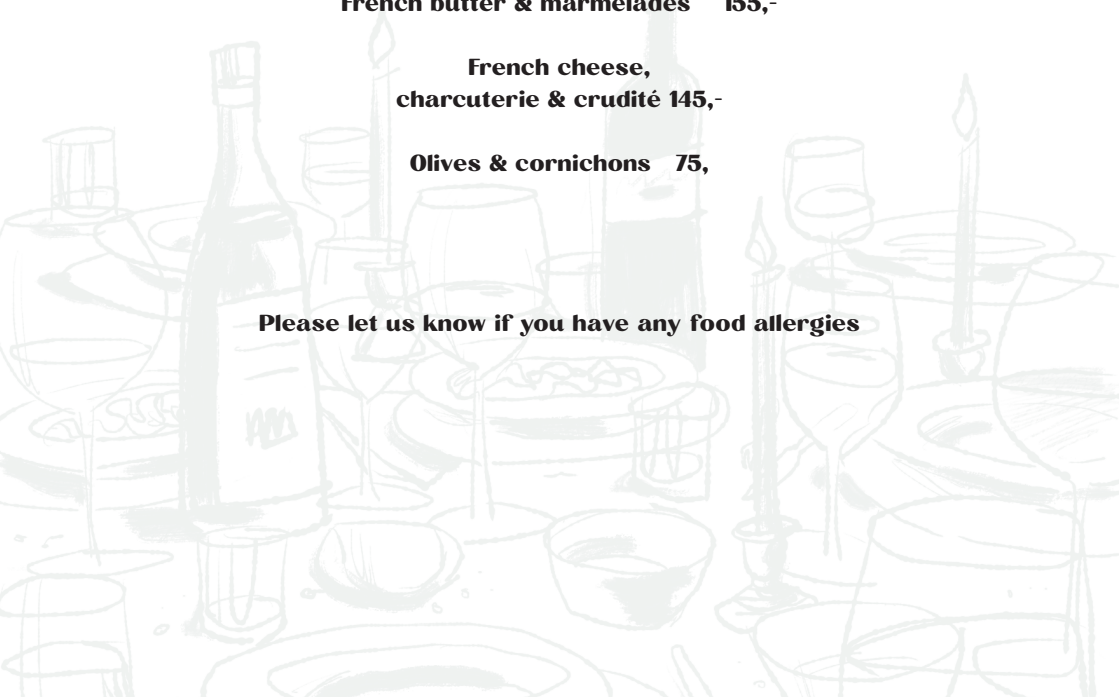 French butter & marmelades 155,-
French cheese,
charcuterie & crudité 145,-
Olives & cornichons 75,
Please let us know if you have any food allergies